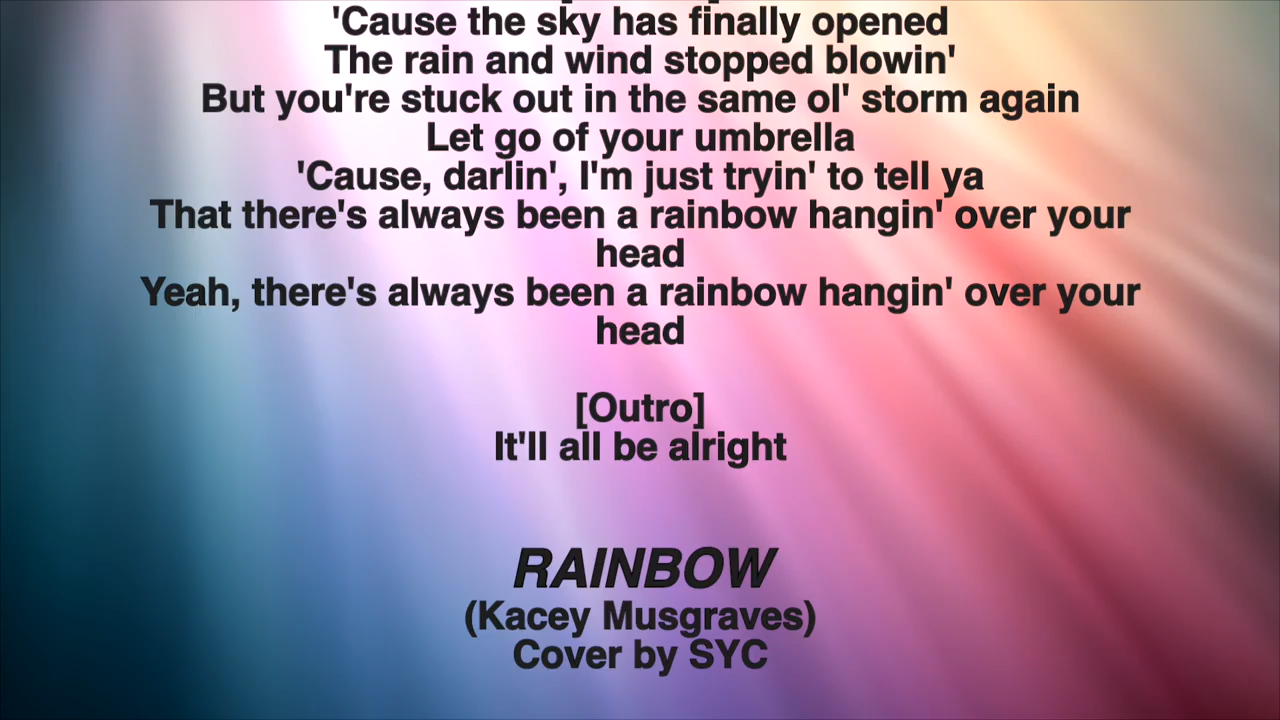 'Cause the sky has finally opened
The rain and wind stopped blowin'
But you're stuck out in the same ol' storm again
Let go of your umbrella
'Cause, darlin', I'm just tryin' to tell ya
That there's always been a rainbow hangin' over your
head
Yeah, there's always been a rainbow hangin' over your
head
[Outro]
It'll all be alright
RAINBOW
(Kacey Musgraves)
Cover by SYC